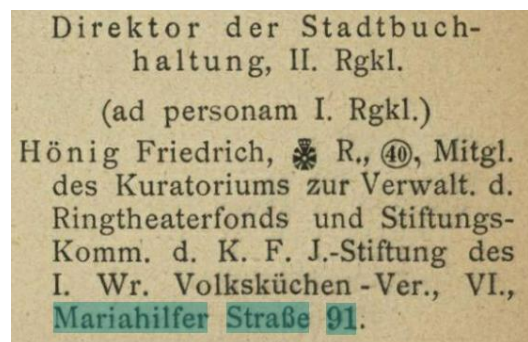 Direktor der Stadtbuch-
haltung, II. Rgkl.
(ad personam I. Rgkl.)
Hönig Friedrich, R., 40, Mitgl.
des Kuratoriums zur Verwalt. d.
Ringtheaterfonds und Stiftungs-
Komm. d. K. F. J.-Stiftung des
I. Wr. Volksküchen-Ver., VI.,
Mariahilfer Straße 91.